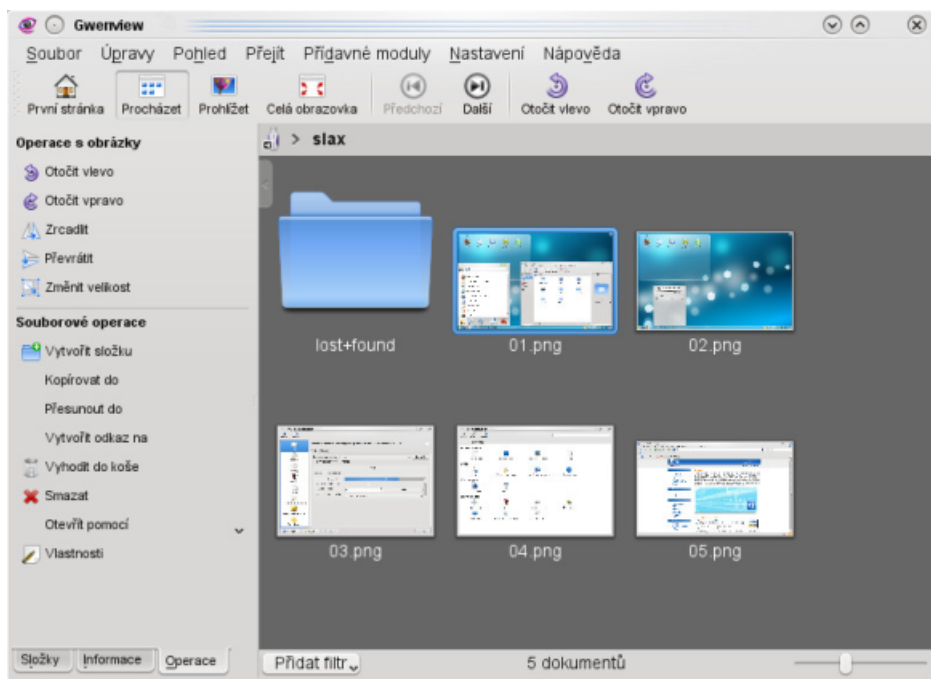 Gwenview
Soubor Úpravy Pohled Přejít Přídavné moduly Nastavení Nápověda
První stránka Procházet Prohlížet Celá obrazovka Předchozí Další Otočit vlevo Otočit vpravo
Operace s obrázky
> slax
Otočit vlevo
Otočit vpravo
Zrcadlit
Převrátit
Změnit velikost
Souborové operace
lost+found 01.png 02.png
Vytvořit složku
Kopírovat do
Přesunout do
Vytvořit odkaz na
Vyhodit do koše
Smazat
Otevřít pomocí
03.png 04.png 05.png
Vlastnosti
Složky Informace Operace Přidat filtr 5 dokumentů